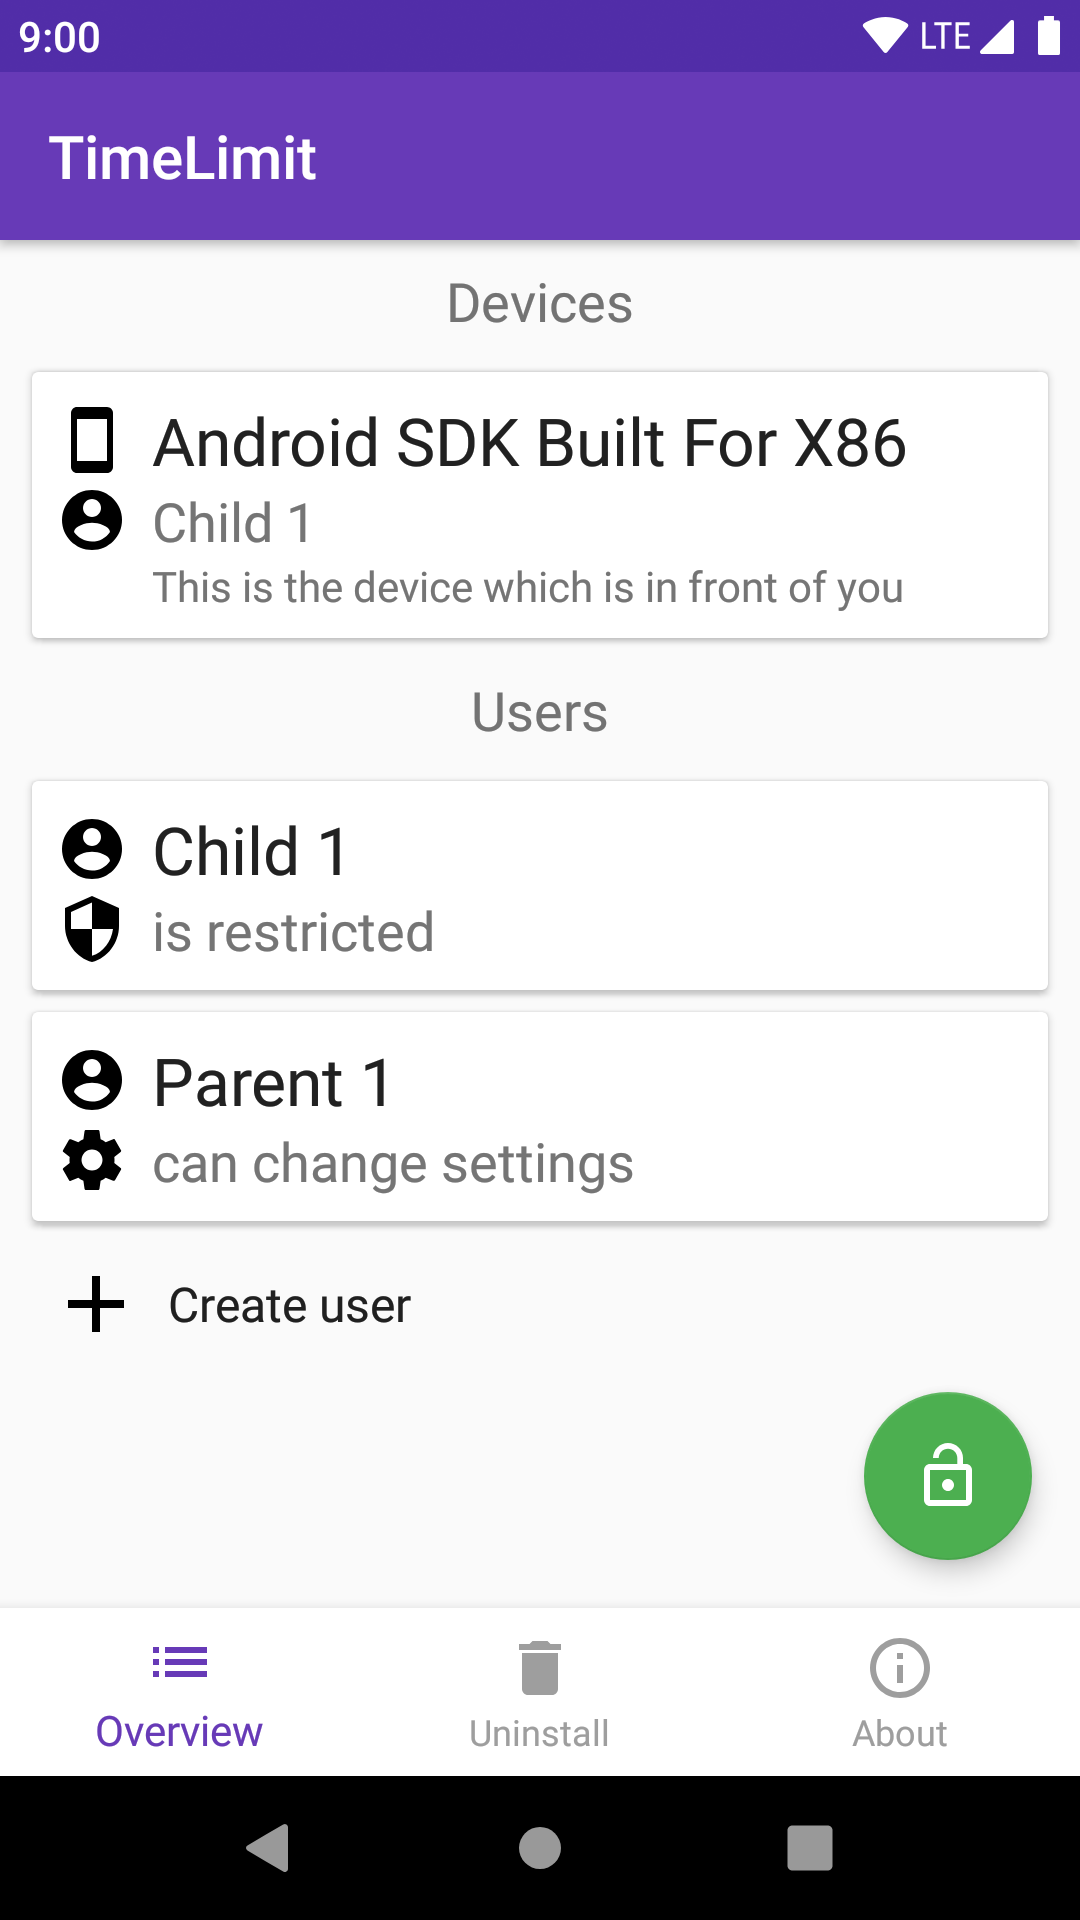 9:00 LTE
TimeLimit
Devices
Android SDK Built For X86
Child 1
This is the device which is in front of you
Users
Child 1
is restricted
Parent 1
can change settings
Create user
Overview Uninstall About